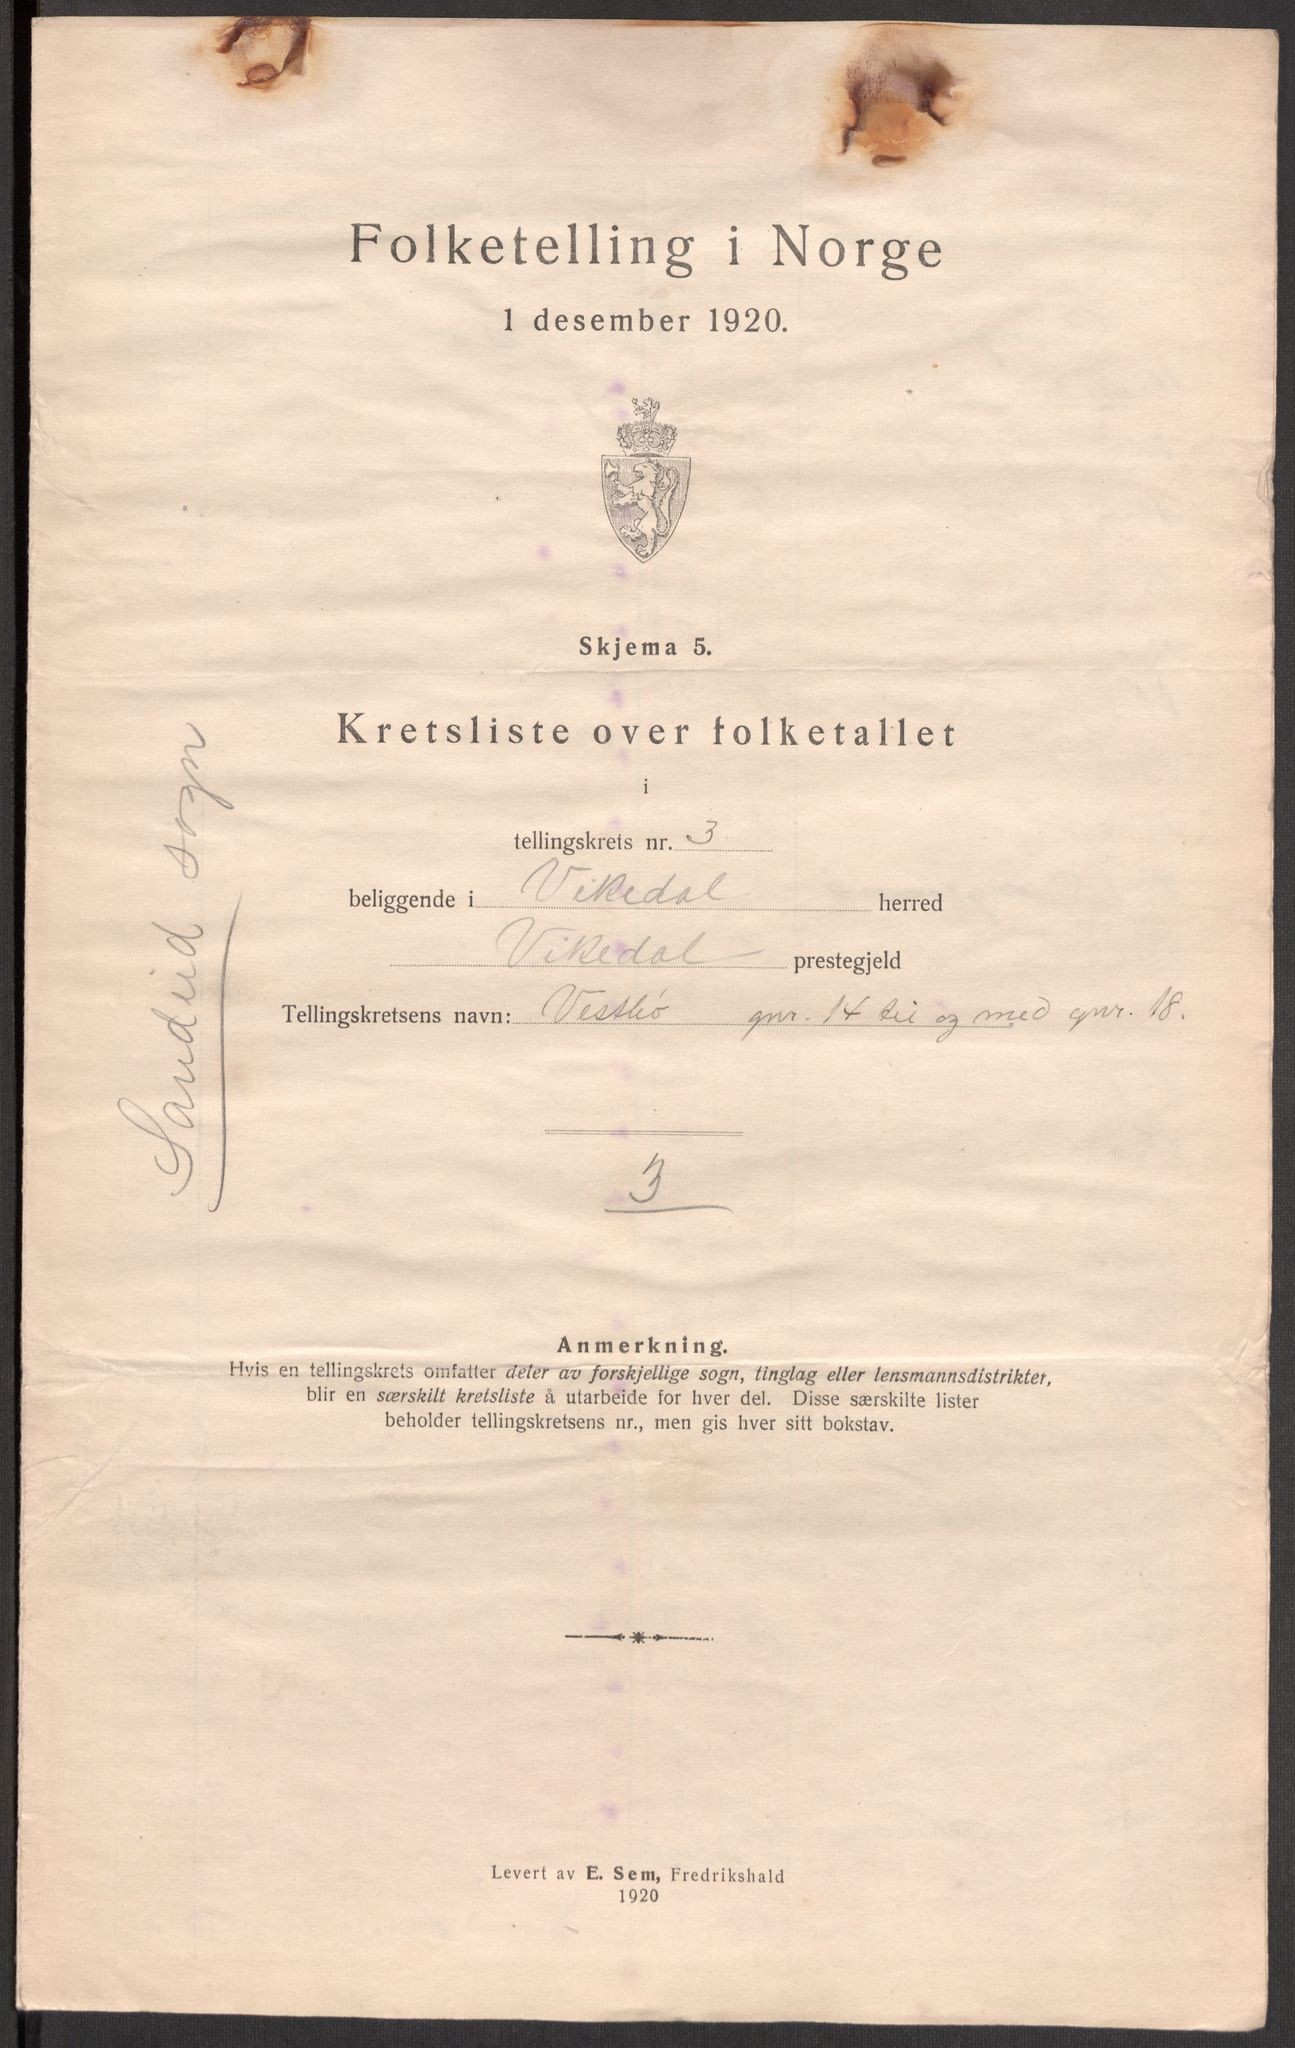 Folketelling i Norge
1 desember 1920.
Skjema 5.
Kretsliste over folketallet
i
tellingskrets nr. 3
beliggende i Vikedal herred
Vikedal prestegjeld
Tellingskretsens navn: Vestbø gnr. 14 til og med gnr. 18.
Sandeid sogn
3
Anmerkning.
Hvis en tellingskrets omfatter deler av forskjellige sogn, tinglag eller lensmannsdistrikter,
blir en særskilt kretsliste å utarbeide for hver del. Disse særskilte lister
beholder tellingskretsens nr., men gis hver sitt bokstav.
Levert av E. Sem, Fredrikshald
1920